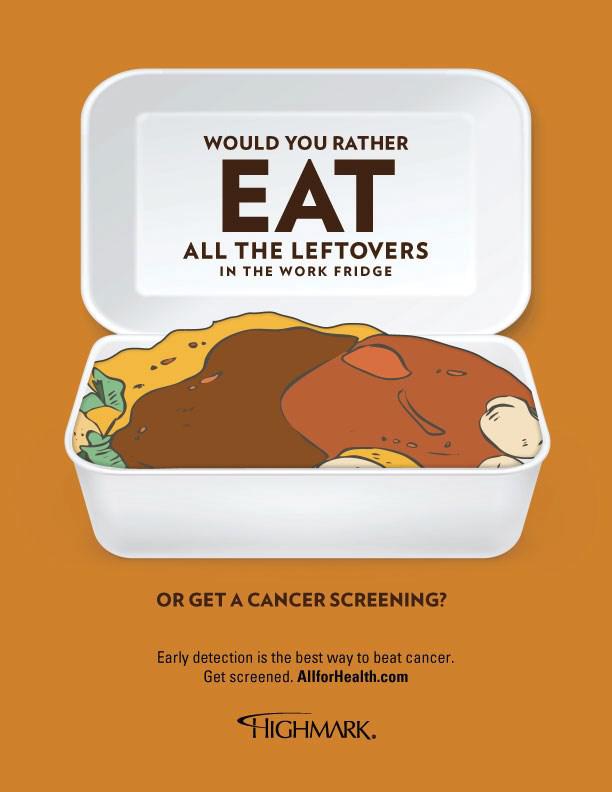 WOULD YOU RATHER
EAT
ALL THE LEFTOVERS
IN THE WORK FRIDGE
OR GET A CANCER SCREENING?
Early detection is the best way to beat cancer.
Get screened. AllforHealth.com
HIGHMARK®